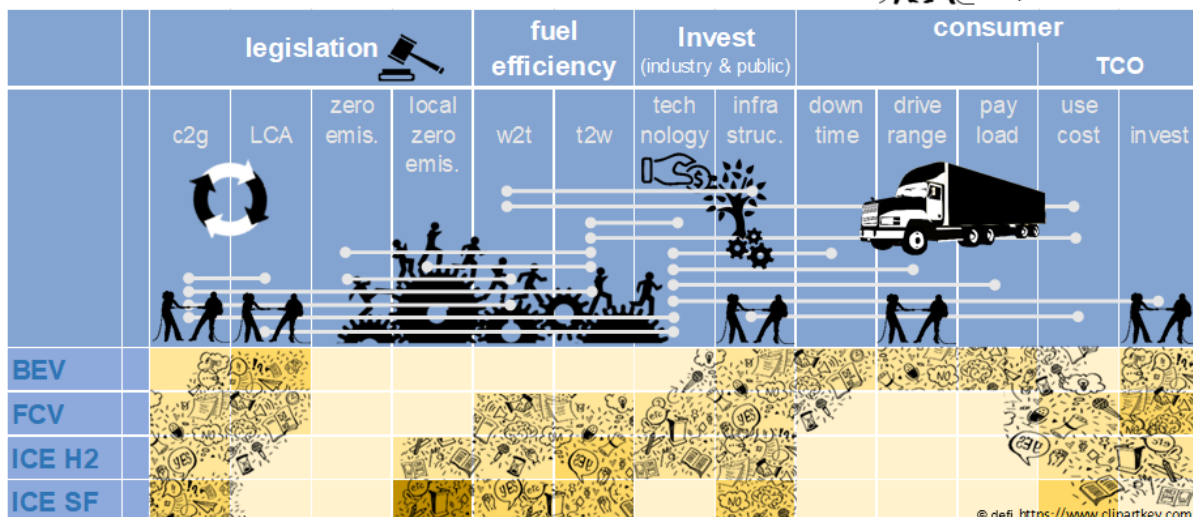 legislation
fuel
efficiency
Invest
(industry & public)
consumer
TCO
c2g
LCA
zero
emis.
local
zero
emis.
w2t
t2w
tech
nology
infra
struc.
down
time
drive
range
pay
load
use
cost
invest
BEV
FCV
ICE H2
ICE SF
© defi, https://www.clipartkey.com